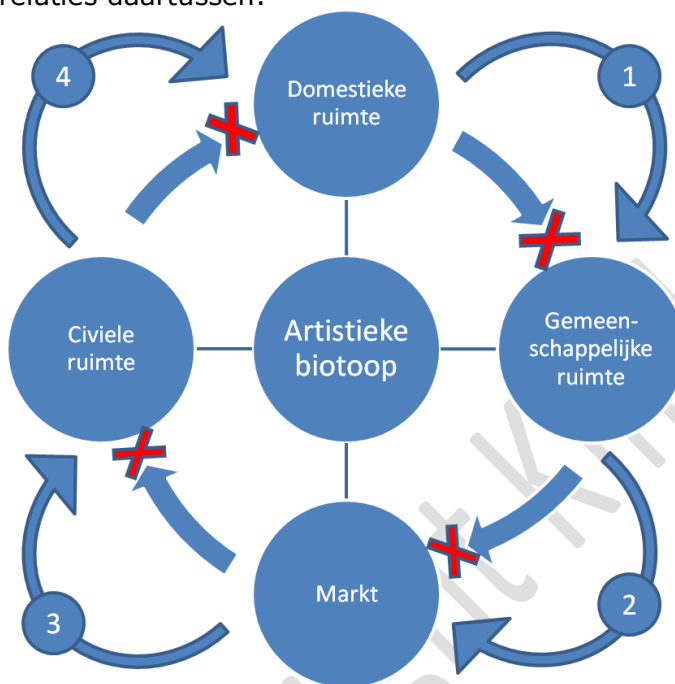 relaties daartussen:
4
Domestieke
ruimte
1
Civiele
ruimte
Artistieke
biotoop
Gemeen-
schappelijke
ruimte
3
Markt
2